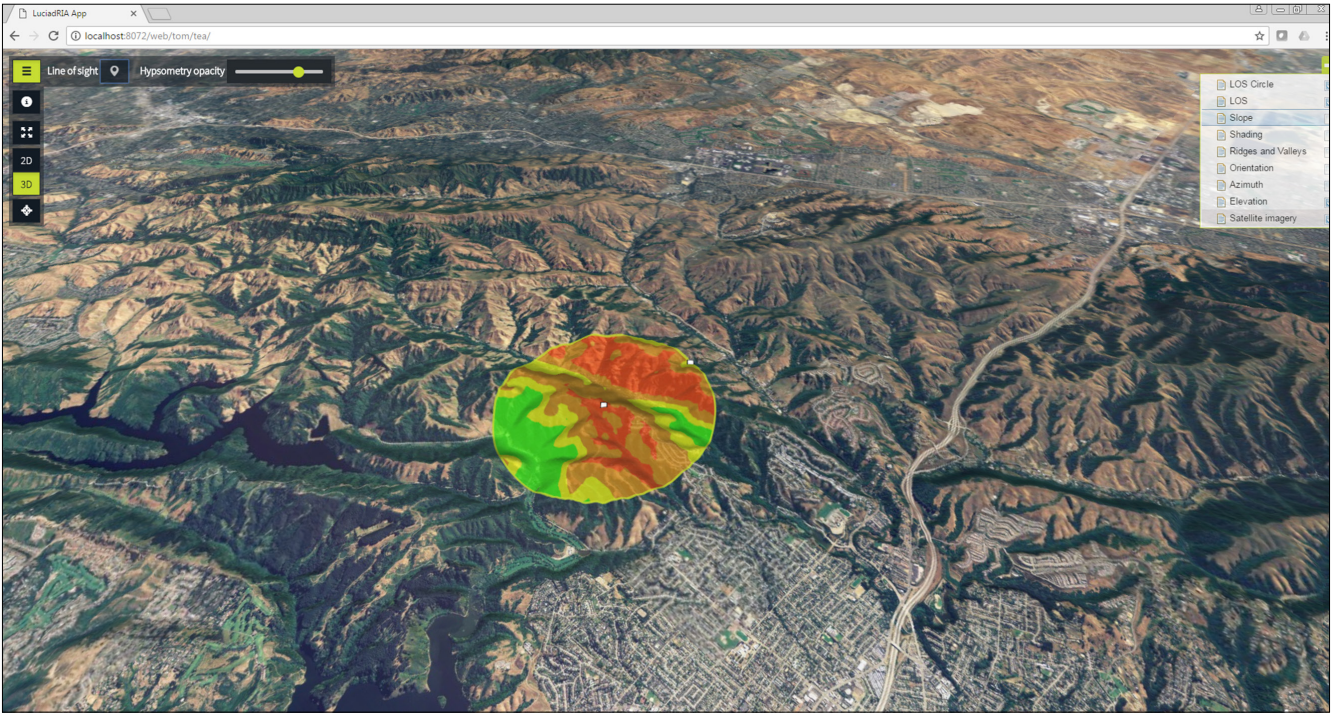 LuciadRIA App
localhost:8072/web/tom/tea/
Line of sight
Hypsometry opacity
2D
3D
LOS Circle
LOS
Slope
Shading
Ridges and Valleys
Orientation
Azimuth
Elevation
Satellite imagery